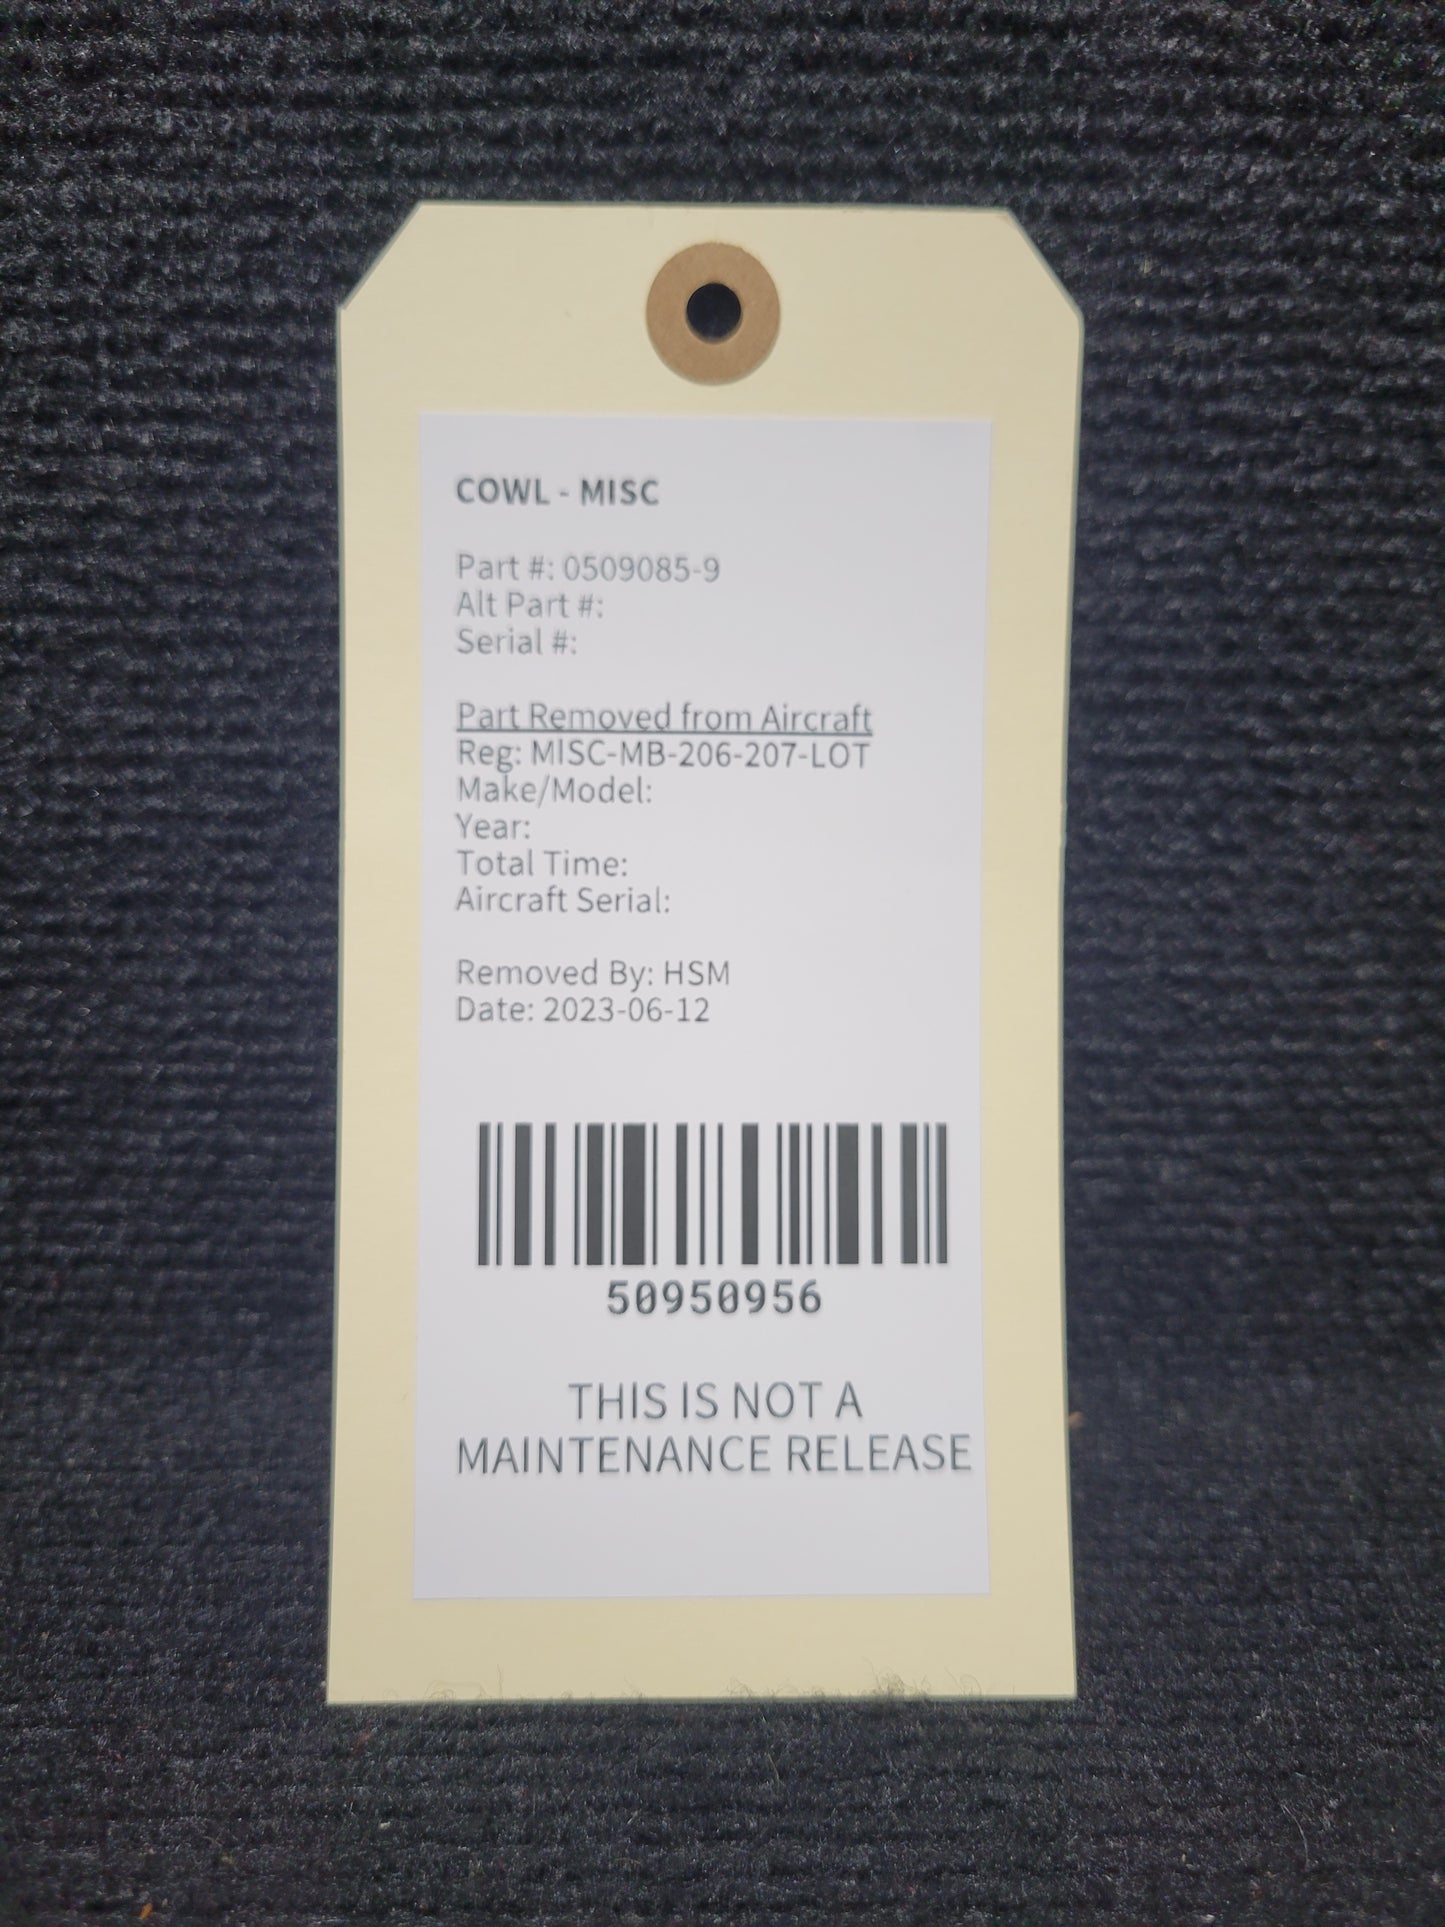 COWL - MISC
Part #: 0509085-9
Alt Part #:
Serial #:
Part Removed from Aircraft
Reg: MISC-MB-206-207-LOT
Make/Model:
Year:
Total Time:
Aircraft Serial:
Removed By: HSM
Date: 2023-06-12
50950956
THIS IS NOT A
MAINTENANCE RELEASE